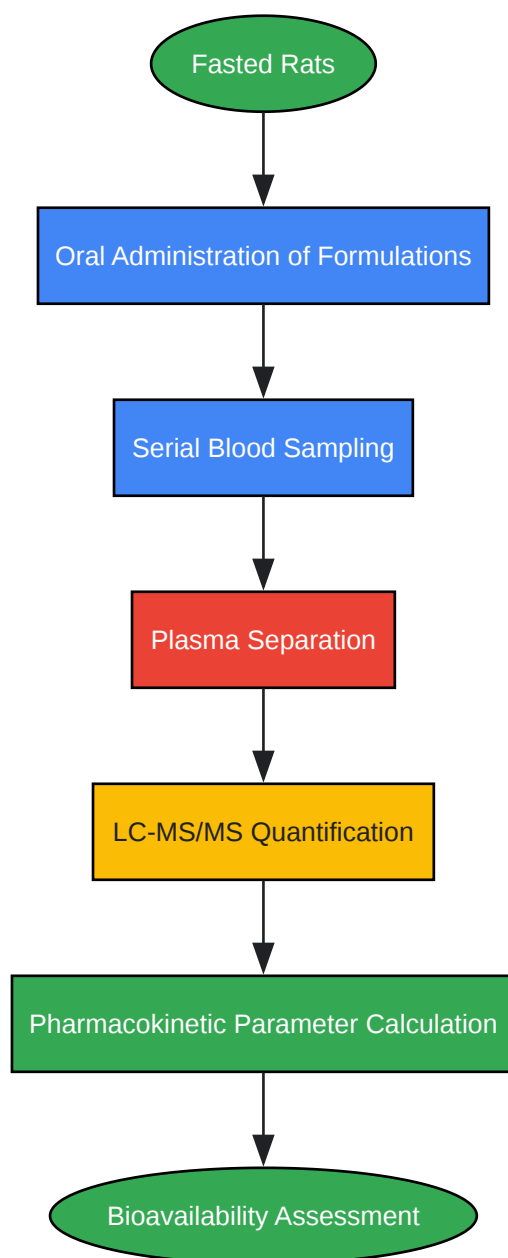 Fasted Rats
Oral Administration of Formulations
Serial Blood Sampling
Plasma Separation
LC-MS/MS Quantification
Pharmacokinetic Parameter Calculation
Bioavailability Assessment